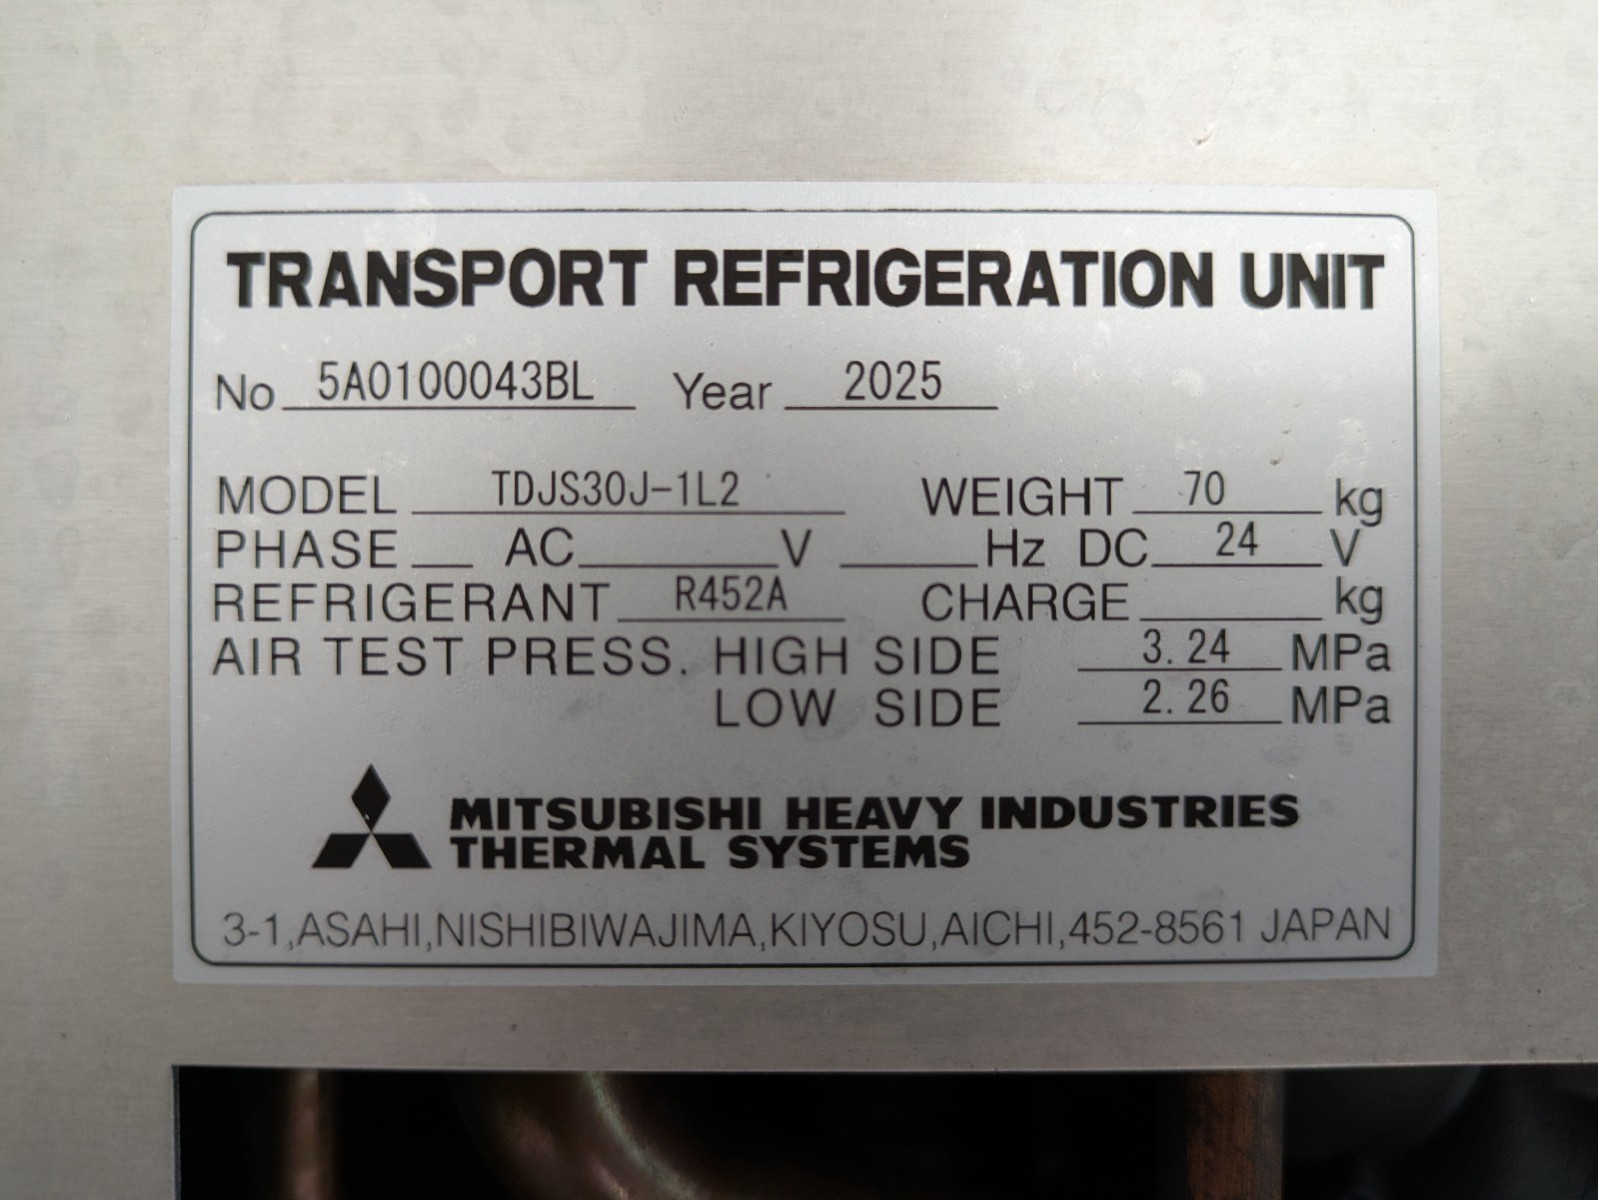 TRANSPORT REFRIGERATION UNIT
No 5A0100043BL Year 2025
MODEL TDJS30J-1L2 WEIGHT 70 kg
PHASE AC V Hz DC 24 V
REFRIGERANT R452A CHARGE kg
AIR TEST PRESS. HIGH SIDE 3.24 MPa
LOW SIDE 2.26 MPa
MITSUBISHI HEAVY INDUSTRIES
THERMAL SYSTEMS
3-1,ASAHI,NISHIBIWAJIMA,KIYOSU,AICHI,452-8561 JAPAN